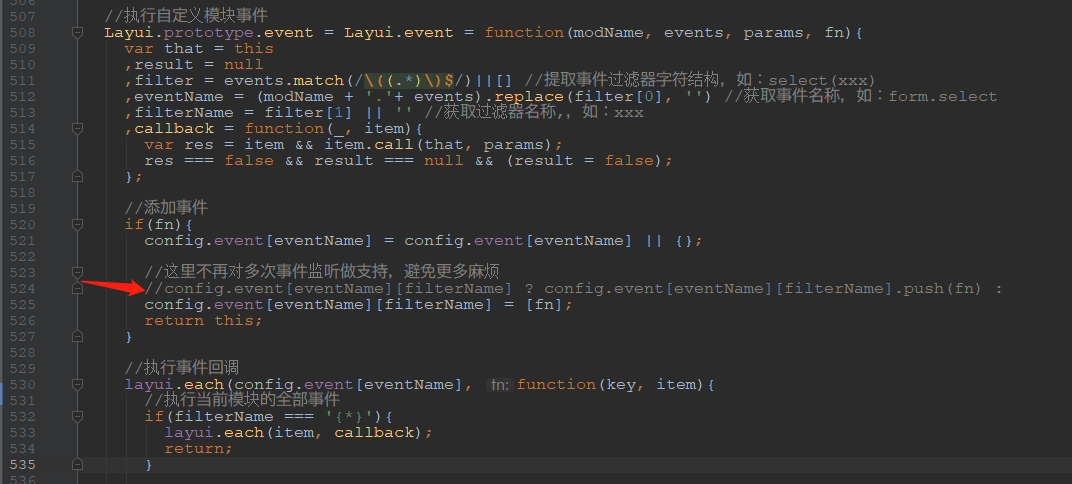 506
507 //执行自定义模块事件
508 Layui.prototype.event = Layui.event = function(modName, events, params, fn){
509 var that = this
510 ,result = null
511 ,filter = events.match(/\((.*)\)$/)||[] //提取事件过滤器字符结构，如：select(xxx)
512 ,eventName = (modName + '.'+ events).replace(filter[0], '') //获取事件名称，如：form.select
513 ,filterName = filter[1] || '' //获取过滤器名称,，如：xxx
514 ,callback = function(_, item){
515 var res = item && item.call(that, params);
516 res === false && result === null && (result = false);
517 };
518
519 //添加事件
520 if(fn){
521 config.event[eventName] = config.event[eventName] || {};
522
523 //这里不再对多次事件监听做支持，避免更多麻烦
524 //config.event[eventName][filterName] ? config.event[eventName][filterName].push(fn) :
525 config.event[eventName][filterName] = [fn];
526 return this;
527 }
528
529 //执行事件回调
530 layui.each(config.event[eventName], fn: function(key, item){
531 //执行当前模块的全部事件
532 if(filterName === '{*}'){
533 layui.each(item, callback);
534 return;
535 }
536